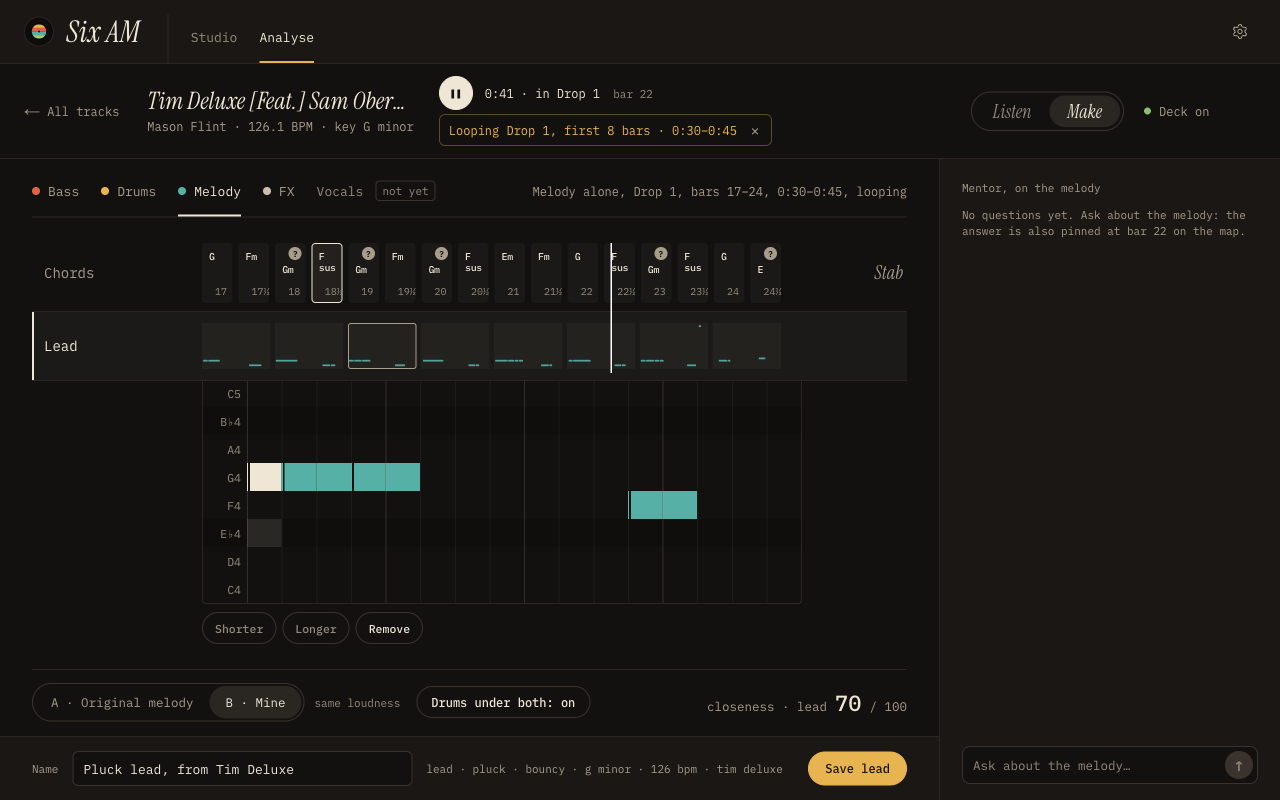 Six AM
Studio
Analyse
← All tracks
Tim Deluxe [Feat.] Sam Ober…
Mason Flint · 126.1 BPM · key G minor
0:41 · in Drop 1 bar 22
Looping Drop 1, first 8 bars · 0:30–0:45 ×
Listen
Make
Deck on
Bass
Drums
Melody
FX
Vocals
not yet
Melody alone, Drop 1, bars 17–24, 0:30–0:45, looping
Chords
G 17
Fm 17½
? Gm 18
F sus 18½
? Gm 19
Fm 19½
? Gm 20
F sus 20½
Em 21
Fm 21½
G 22
F sus 22½
? Gm 23
F sus 23½
G 24
? E 24½
Stab
Lead
C5
B♭4
A4
G4
F4
E♭4
D4
C4
Shorter
Longer
Remove
A · Original melody
B · Mine
same loudness
Drums under both: on
closeness · lead 70 / 100
Name
Pluck lead, from Tim Deluxe
lead · pluck · bouncy · g minor · 126 bpm · tim deluxe
Save lead
Mentor, on the melody
No questions yet. Ask about the melody: the
answer is also pinned at bar 22 on the map.
Ask about the melody…
↑